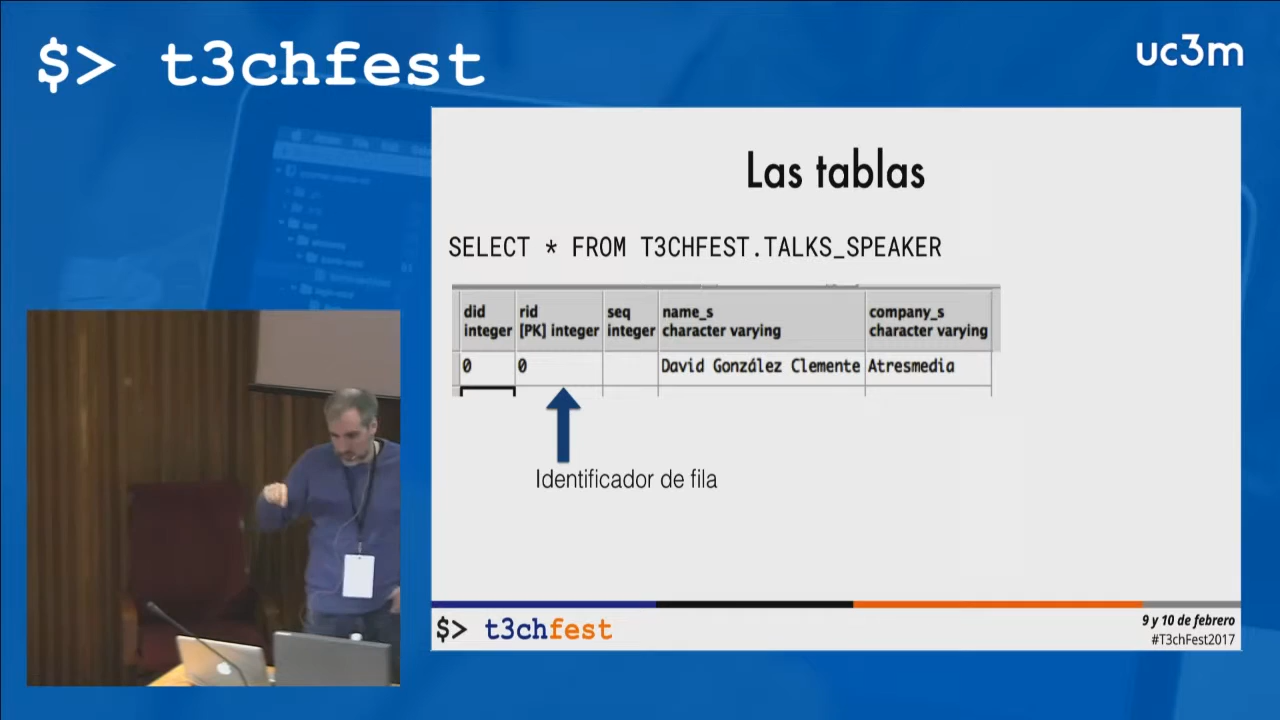 $> t3chfest
uc3m
Las tablas
SELECT * FROM T3CHFEST.TALKS_SPEAKER
did rid seq name_s company_s
integer [PK] integer integer character varying character varying
0 0 David González Clemente Atresmedia
Identificador de fila
$> t3chfest
9 y 10 de febrero
#T3chFest2017